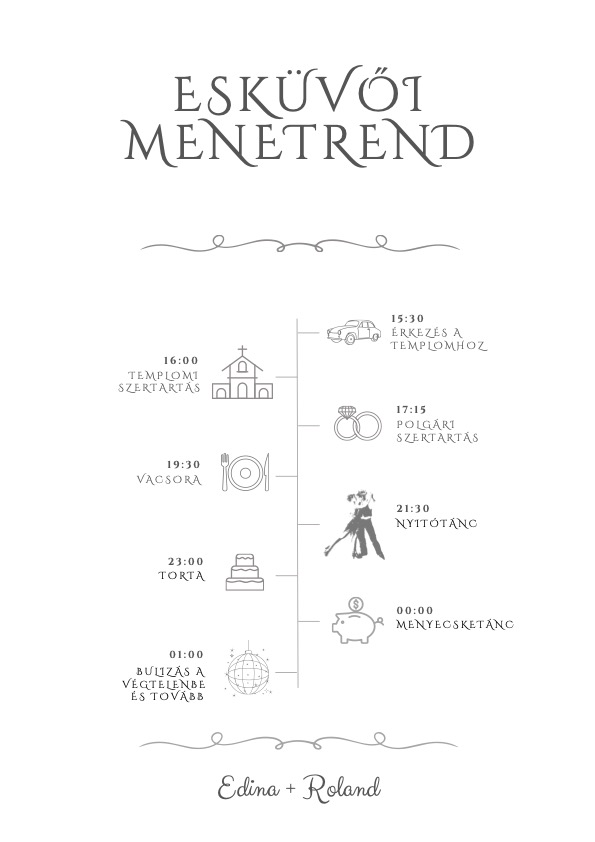 ESKÜVŐI
MENETREND
15:30
ÉRKEZÉS A
TEMPLOMHOZ
16:00
TEMPLOMI
SZERTARTÁS
17:15
POLGÁRI
SZERTARTÁS
19:30
VACSORA
21:30
NYITÓTÁNC
23:00
TORTA
$
00:00
MENYECSKETÁNC
01:00
BULIZÁS A
VÉGTELENBE
ÉS TOVÁBB
Edina + Roland